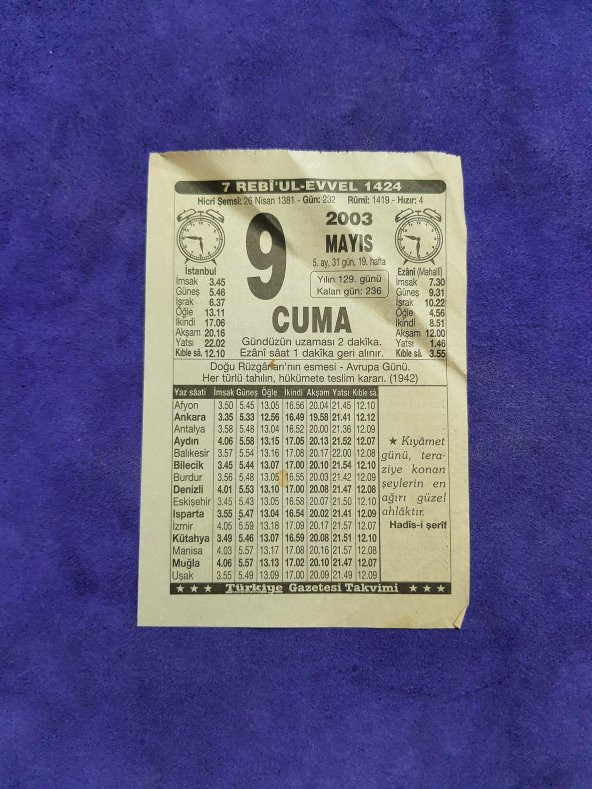 7 REBÎ'UL-EVVEL 1424
Hicrî Şemsî: 26 Nisan 1381 - Gün: 232 Rûmî: 1419 - Hızır: 4
9
2003
MAYIS
5. ay, 31 gün, 19. hafta
Yılın 129. günü
Kalan gün: 236
CUMA
Gündüzün uzaması 2 dakîka.
Ezânî sâat 1 dakîka geri alınır.
İstanbul
İmsak 3.45
Güneş 5.46
İşrak 6.37
Öğle 13.11
İkindi 17.06
Akşam 20.16
Yatsı 22.02
Kıble sâ. 12.10
Ezânî (Mahallî)
İmsak 7.30
Güneş 9.31
İşrak 10.22
Öğle 4.56
İkindi 8.51
Akşam 12.00
Yatsı 1.46
Kıble sâ. 3.55
Doğu Rüzgârları'nın esmesi - Avrupa Günü.
Her türlü tahılın, hükümete teslim kararı. (1942)
Yaz sâati İmsak Güneş Öğle İkindi Akşam Yatsı Kıble sâ.
Afyon 3.50 5.45 13.05 16.56 20.04 21.45 12.10
Ankara 3.35 5.33 12.56 16.49 19.58 21.41 12.12
Antalya 3.58 5.48 13.04 16.52 20.00 21.36 12.09
Aydın 4.06 5.58 13.15 17.05 20.13 21.52 12.07
Balıkesir 3.57 5.54 13.16 17.08 20.17 22.00 12.08
Bilecik 3.45 5.44 13.07 17.00 20.10 21.54 12.10
Burdur 3.56 5.48 13.05 16.55 20.03 21.42 12.09
Denizli 4.01 5.53 13.10 17.00 20.08 21.47 12.08
Eskişehir 3.45 5.43 13.05 16.58 20.07 21.50 12.10
Isparta 3.55 5.47 13.04 16.54 20.02 21.41 12.09
İzmir 4.05 5.59 13.18 17.09 20.17 21.57 12.07
Kütahya 3.49 5.46 13.07 16.59 20.08 21.51 12.10
Manisa 4.03 5.57 13.17 17.08 20.16 21.57 12.08
Muğla 4.06 5.57 13.13 17.02 20.10 21.47 12.07
Uşak 3.55 5.49 13.09 17.00 20.09 21.49 12.09
★ Kıyâmet
günü, tera-
ziye konan
şeylerin en
ağırı güzel
ahlâktır.
Hadîs-i şerîf
★ ★ ★ Türkiye Gazetesi Takvimi ★ ★ ★